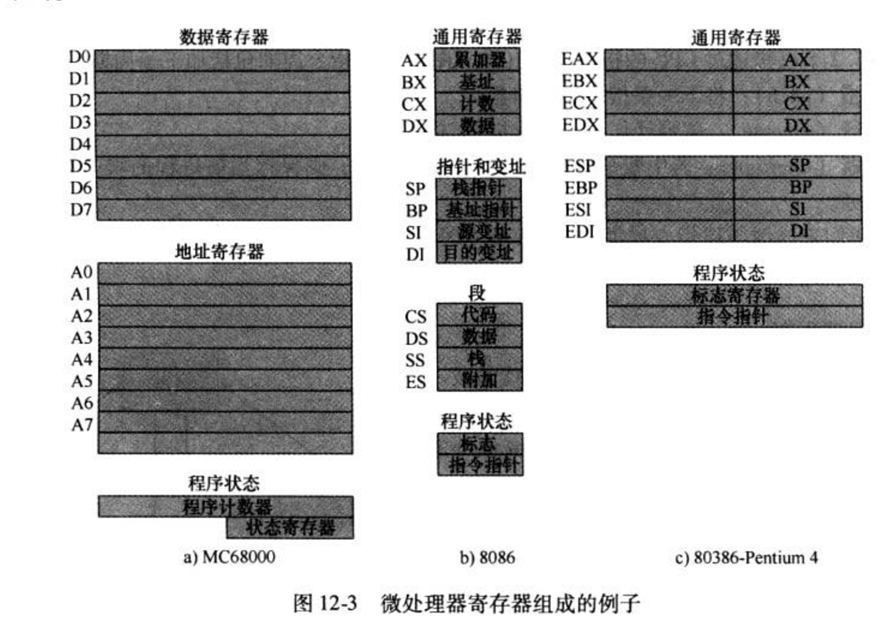 数据寄存器
D0
D1
D2
D3
D4
D5
D6
D7
地址寄存器
A0
A1
A2
A3
A4
A5
A6
A7
程序状态
程序计数器
状态寄存器
a) MC68000
通用寄存器
AX 累加器
BX 基址
CX 计数
DX 数据
指针和变址
SP 栈指针
BP 基址指针
SI 源变址
DI 目的变址
段
CS 代码
DS 数据
SS 栈
ES 附加
程序状态
标志
指令指针
b) 8086
通用寄存器
EAX AX
EBX BX
ECX CX
EDX DX
ESP SP
EBP BP
ESI SI
EDI DI
程序状态
标志寄存器
指令指针
c) 80386-Pentium 4
图 12-3 微处理器寄存器组成的例子